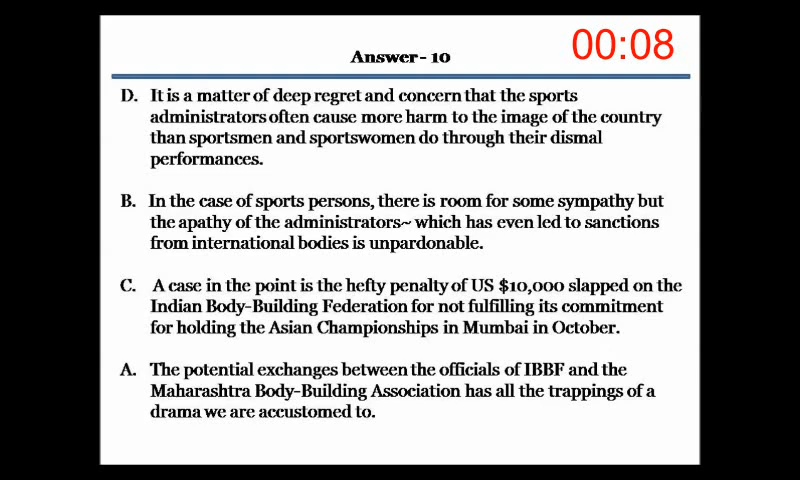 00:08
Answer- 10
D. It is a matter of deep regret and concern that the sports
administrators often cause more harm to the image of the country
than sportsmen and sportswomen do through their dismal
performances.
B. In the case of sports persons, there is room for some sympathy but
the apathy of the administrators~ which has even led to sanctions
from international bodies is unpardonable.
C. A case in the point is the hefty penalty of US $10,000 slapped on the
Indian Body-Building Federation for not fulfilling its commitment
for holding the Asian Championships in Mumbai in October.
A. The potential exchanges between the officials of IBBF and the
Maharashtra Body-Building Association has all the trappings of a
drama we are accustomed to.